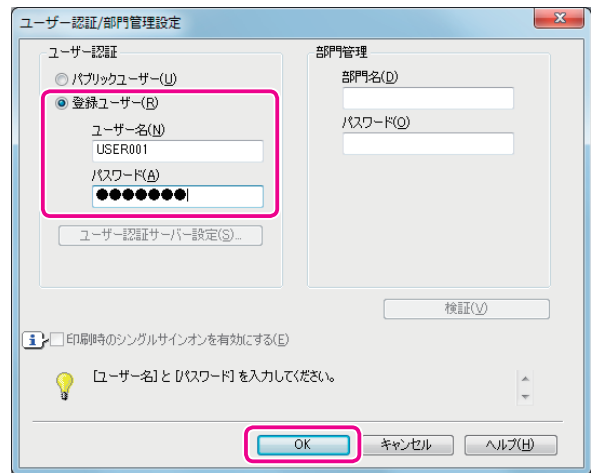 ユーザー認証/部門管理設定
ユーザー認証
パブリックユーザー(U)
登録ユーザー(R)
ユーザー名(N)
USER001
パスワード(A)
●●●●●●●
ユーザー認証サーバー設定(S)...
部門管理
部門名(D)
パスワード(O)
検証(V)
印刷時のシングルサインオンを有効にする(E)
[ユーザー名] と [パスワード] を入力してください。
OK
キャンセル
ヘルプ(H)